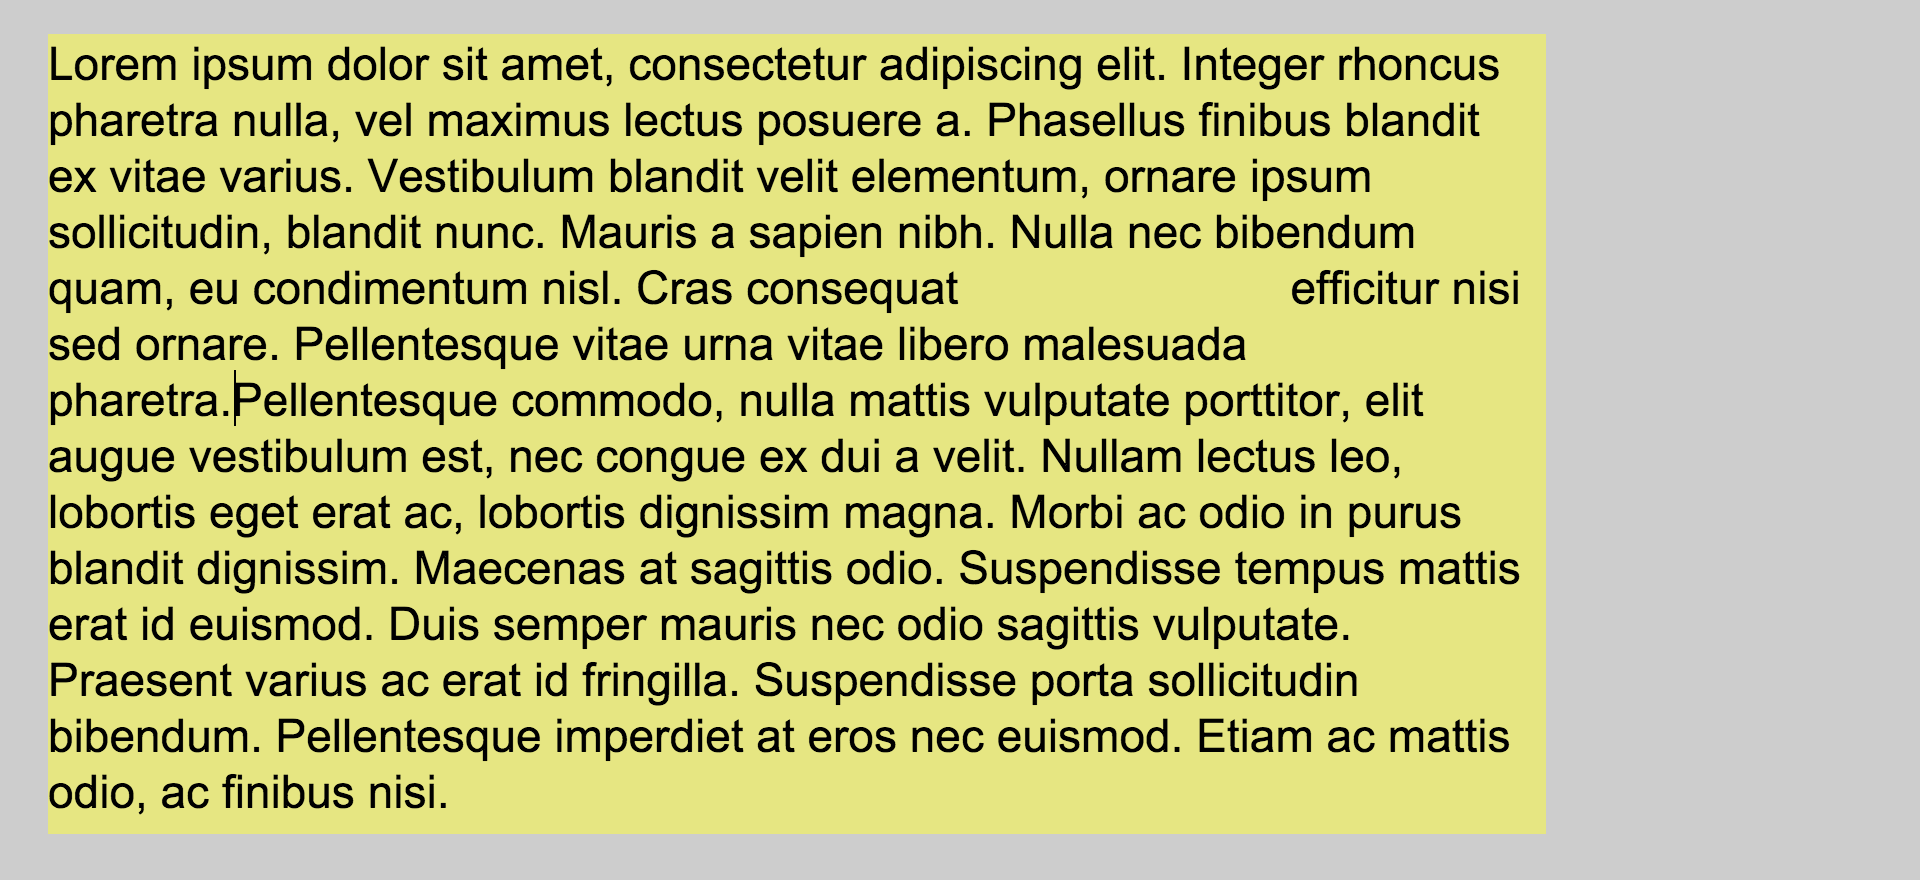 Lorem ipsum dolor sit amet, consectetur adipiscing elit. Integer rhoncus
pharetra nulla, vel maximus lectus posuere a. Phasellus finibus blandit
ex vitae varius. Vestibulum blandit velit elementum, ornare ipsum
sollicitudin, blandit nunc. Mauris a sapien nibh. Nulla nec bibendum
quam, eu condimentum nisl. Cras consequat efficitur nisi
sed ornare. Pellentesque vitae urna vitae libero malesuada
pharetra.Pellentesque commodo, nulla mattis vulputate porttitor, elit
augue vestibulum est, nec congue ex dui a velit. Nullam lectus leo,
lobortis eget erat ac, lobortis dignissim magna. Morbi ac odio in purus
blandit dignissim. Maecenas at sagittis odio. Suspendisse tempus mattis
erat id euismod. Duis semper mauris nec odio sagittis vulputate.
Praesent varius ac erat id fringilla. Suspendisse porta sollicitudin
bibendum. Pellentesque imperdiet at eros nec euismod. Etiam ac mattis
odio, ac finibus nisi.